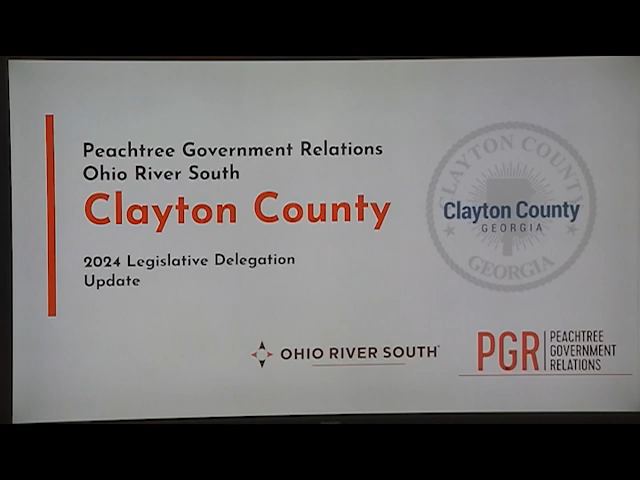 Peachtree Government Relations
Ohio River South
Clayton County
2024 Legislative Delegation
Update
CLAYTON COUNTY
Clayton County
GEORGIA
GEORGIA
OHIO RIVER SOUTH
PGR
PEACHTREE
GOVERNMENT
RELATIONS